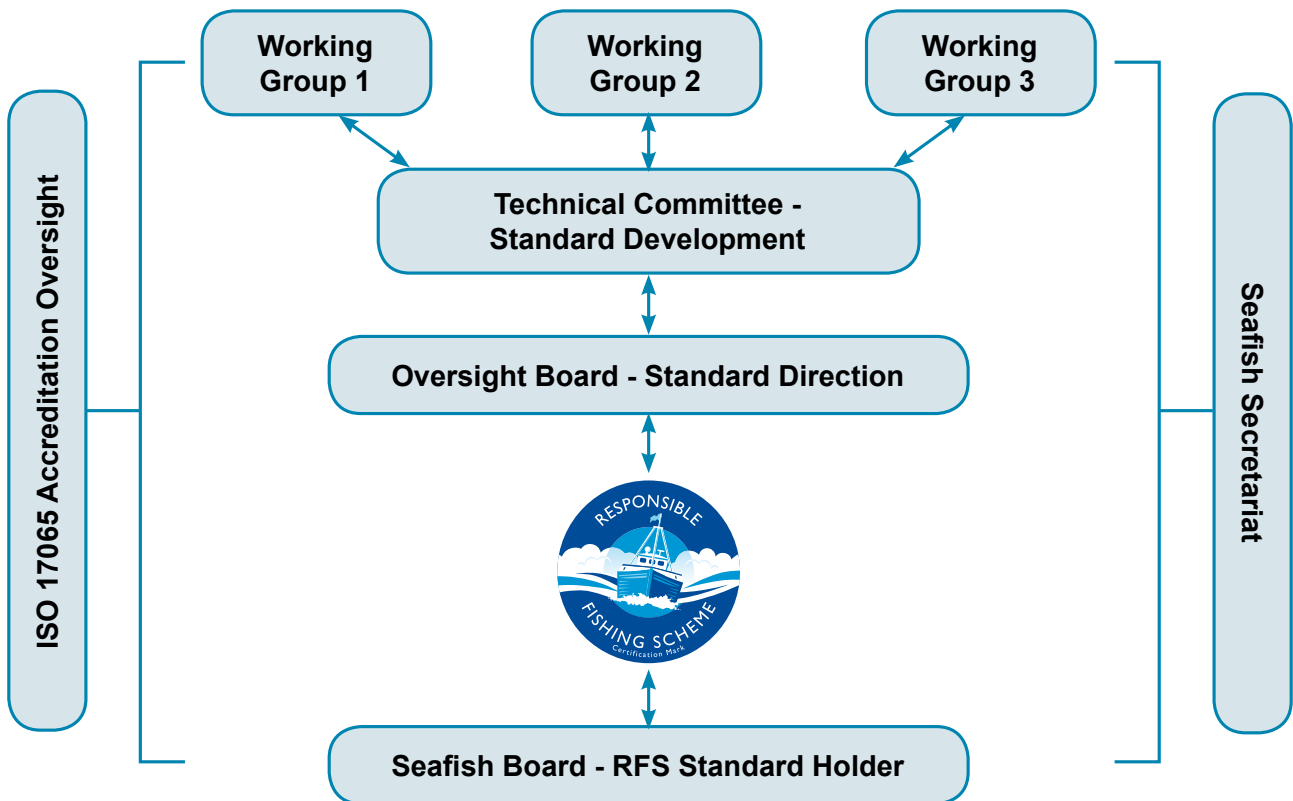 Working
Group 1
Working
Group 2
Working
Group 3
Technical Committee -
Standard Development
Oversight Board - Standard Direction
RESPONSIBLE
FISHING SCHEME
Certification Mark
Seafish Board - RFS Standard Holder
ISO 17065 Accreditation Oversight
Seafish Secretariat